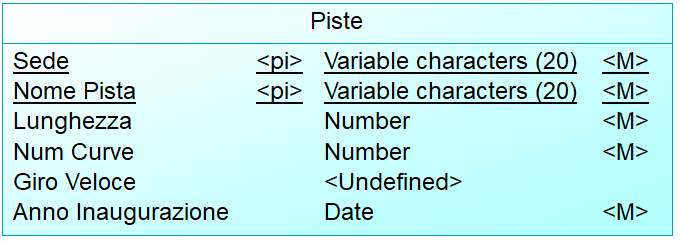 Piste
Sede <pi> Variable characters (20) <M>
Nome Pista <pi> Variable characters (20) <M>
Lunghezza Number <M>
Num Curve Number <M>
Giro Veloce <Undefined>
Anno Inaugurazione Date <M>